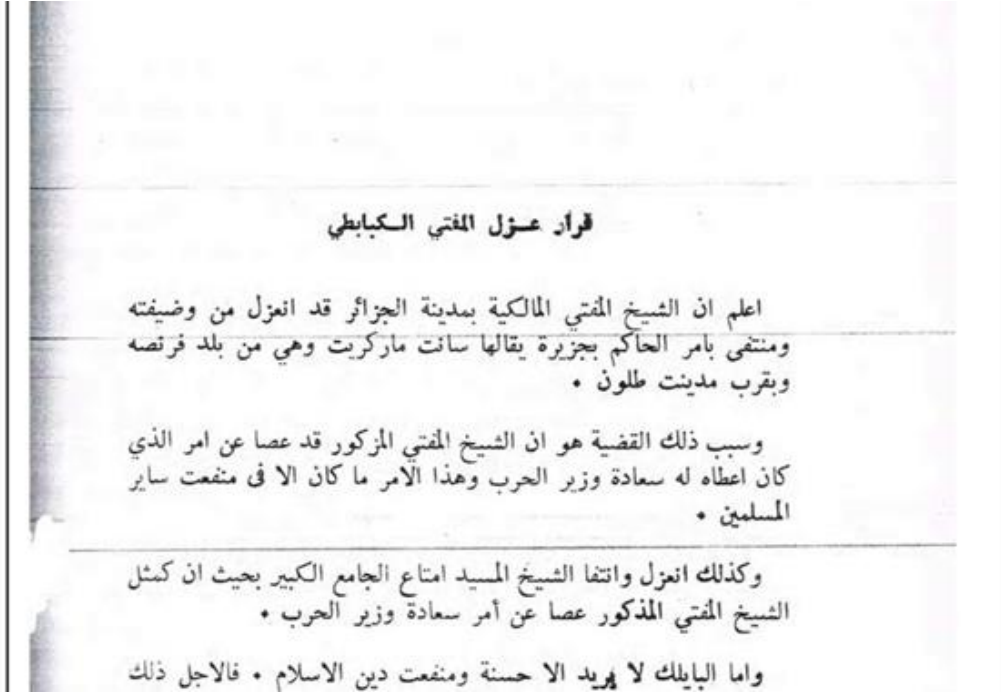 قرار عـزل المفتي الـكبابطي
اعلم ان الشيخ المفتي المالكية بمدينة الجزائر قد انعزل من وضيفته
ومنتفى بامر الحاكم بجزيرة يقالها سانت ماركريت وهي من بلد فرنصه
وبقرب مدينت طلون •
وسبب ذلك القضية هو ان الشيخ المفتي المزكور قد عصا عن امر الذي
كان اعطاه له سعادة وزير الحرب وهذا الامر ما كان الا فى منفعت ساير
المسلمين •
وكذلك انعزل وانتفا الشيخ المسيد امتاع الجامع الكبير بحيث ان كمثل
الشيخ المفتي المذكور عصا عن أمر سعادة وزير الحرب •
واما البايلك لا يريد الا حسنة ومنفعت دين الاسلام • فالاجل ذلك